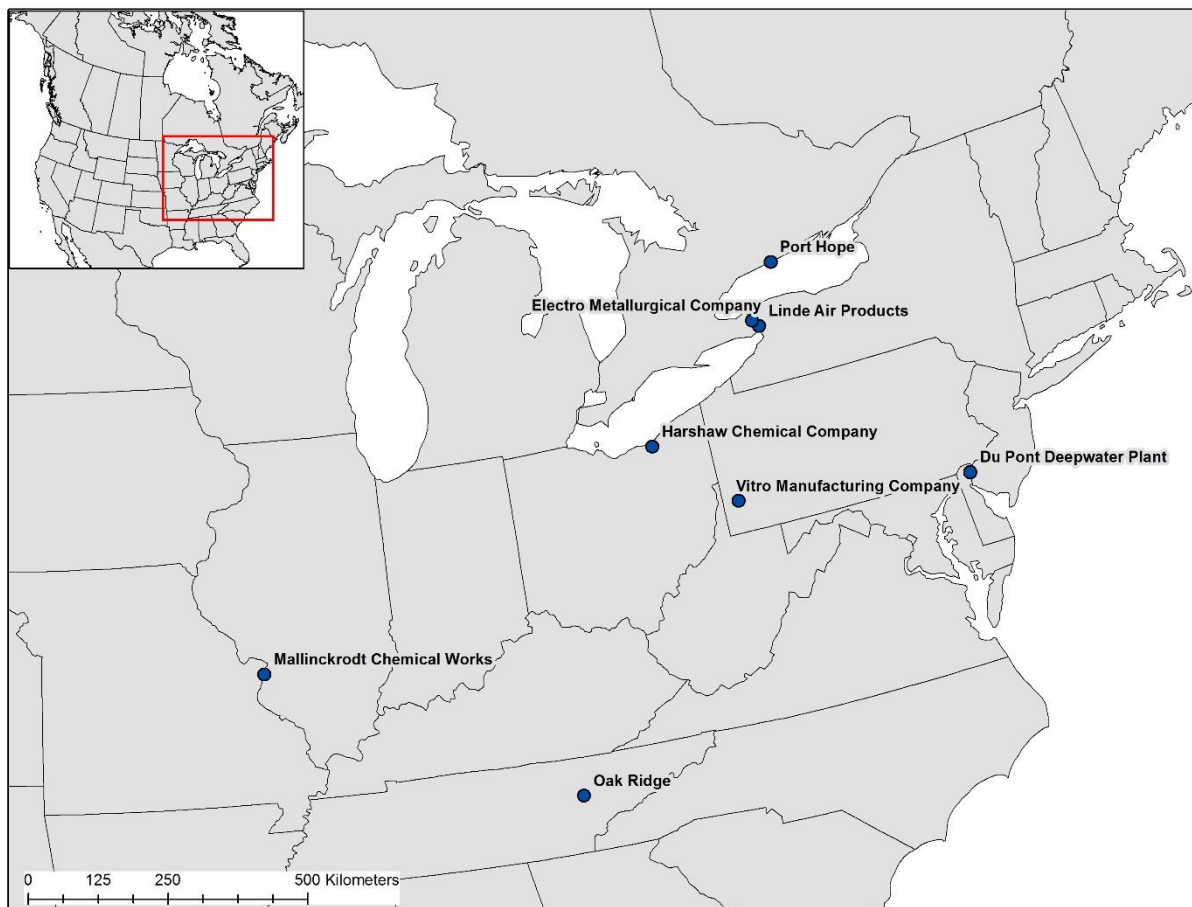 Port Hope
Electro Metallurgical Company
Linde Air Products
Harshaw Chemical Company
Du Pont Deepwater Plant
Vitro Manufacturing Company
Mallinckrodt Chemical Works
Oak Ridge
0 125 250 500 Kilometers